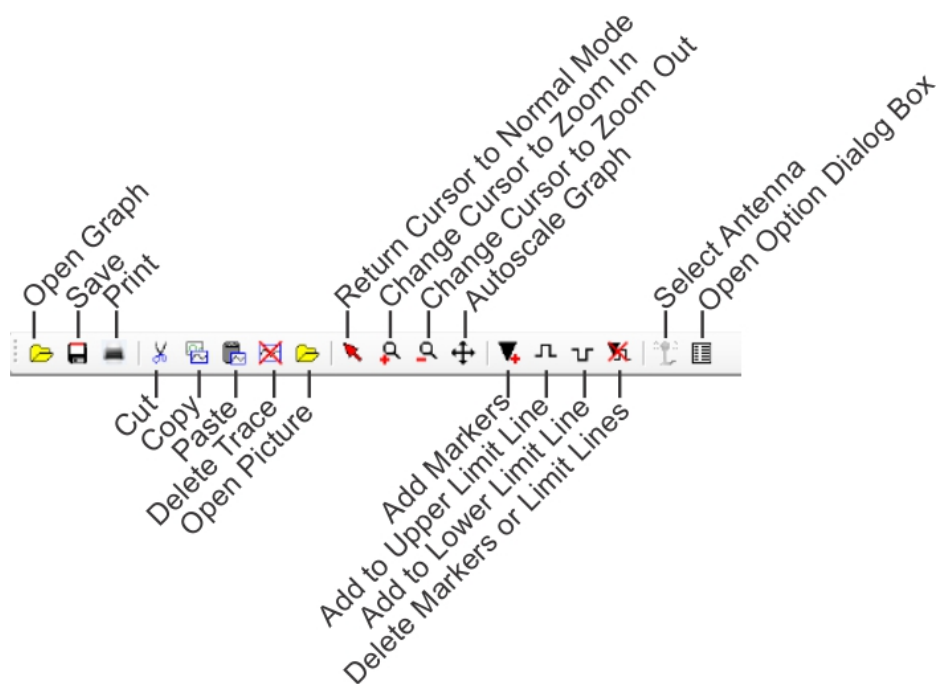 Open Graph
Save
Print
Return Cursor to Normal Mode
Change Cursor to Zoom In
Change Cursor to Zoom Out
Autoscale Graph
Select Antenna
Open Option Dialog Box
Cut
Copy
Paste
Delete Trace
Open Picture
Add Markers
Add to Upper Limit Line
Add to Lower Limit Line
Delete Markers or Limit Lines